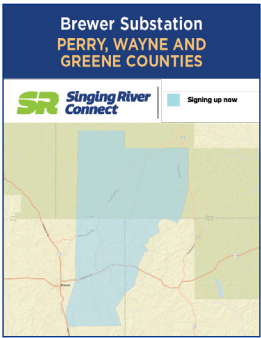 Brewer Substation
PERRY, WAYNE AND
GREENE COUNTIES
SR Singing River
Connect
Signing up now